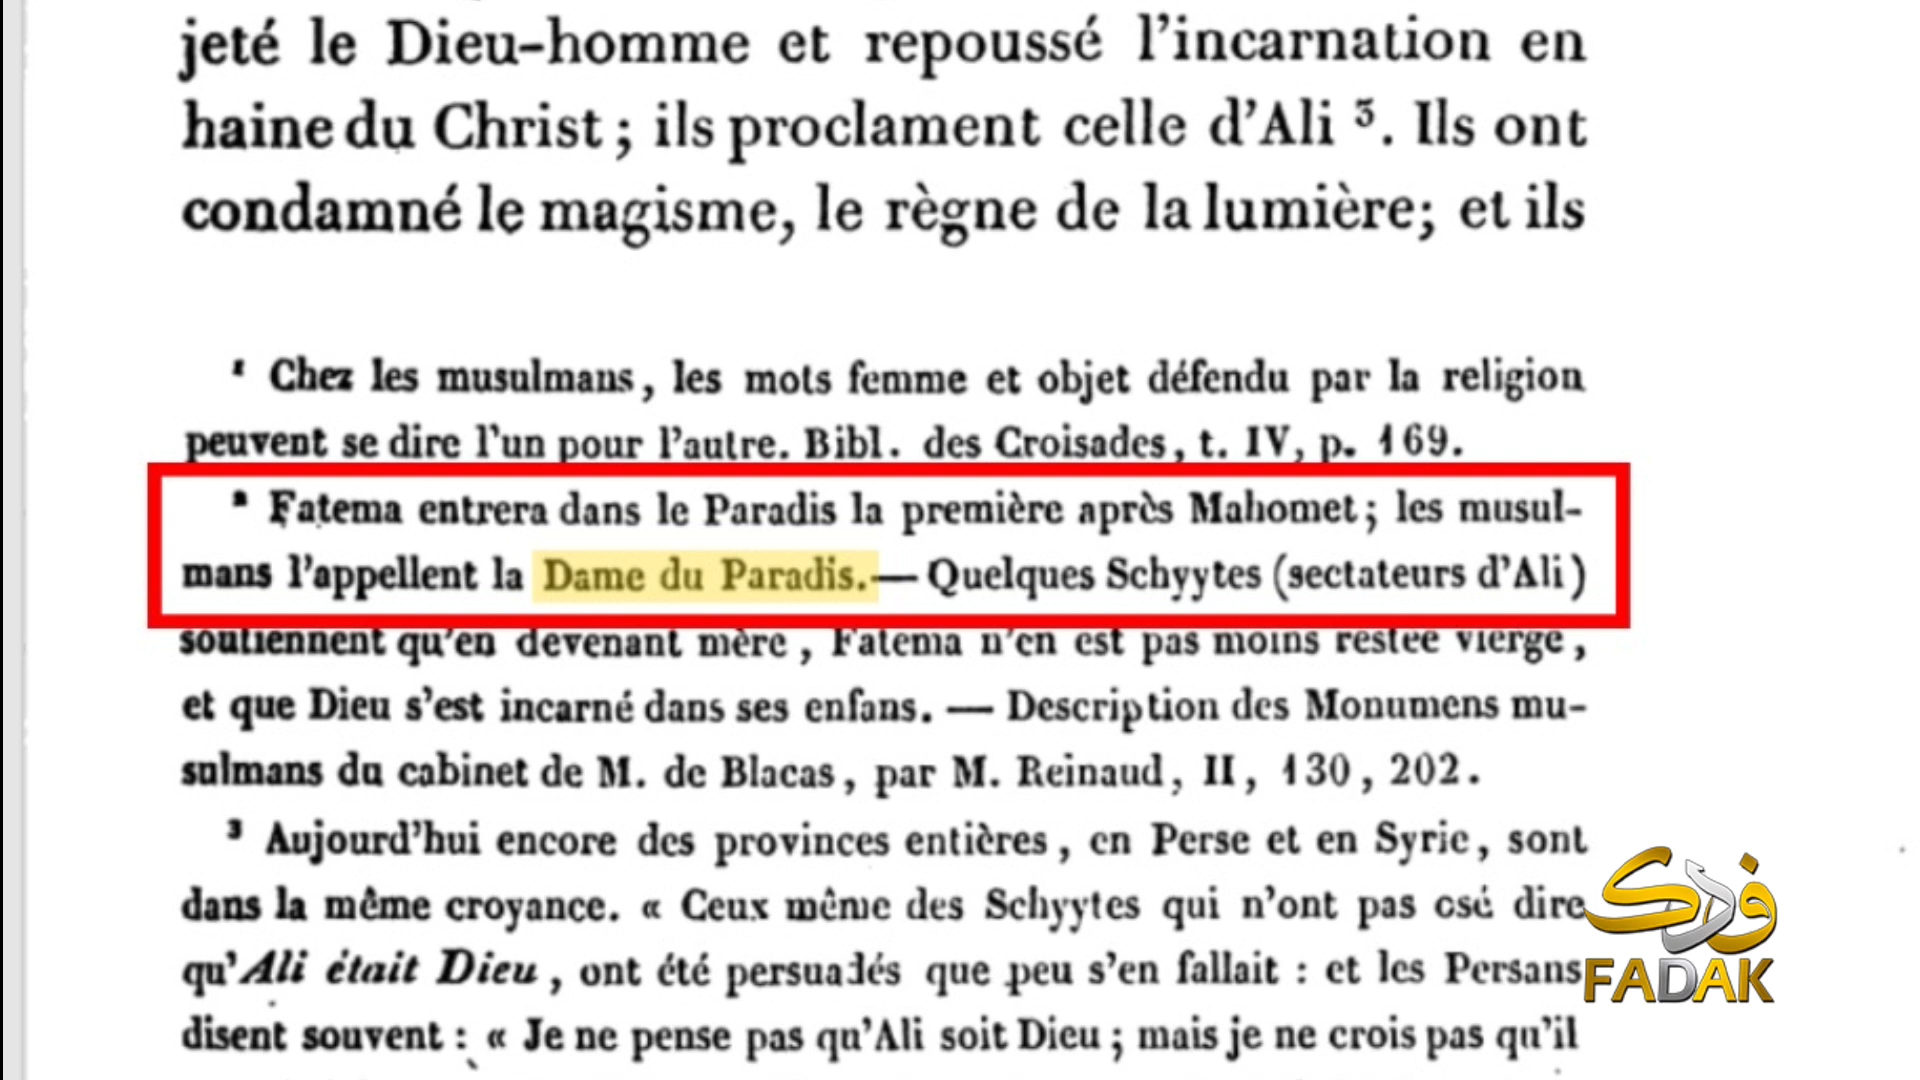 jeté le Dieu-homme et repoussé l'incarnation en
haine du Christ ; ils proclament celle d'Ali ³. Ils ont
condamné le magisme, le règne de la lumière; et ils
¹ Chez les musulmans, les mots femme et objet défendu par la religion
peuvent se dire l'un pour l'autre. Bibl. des Croisades, t. IV, p. 169.
² Fatema entrera dans le Paradis la première après Mahomet; les musul-
mans l'appellent la Dame du Paradis.— Quelques Schyytes (sectateurs d'Ali)
soutiennent qu'en devenant mère, Fatema n'en est pas moins restée vierge,
et que Dieu s'est incarné dans ses enfans. — Description des Monumens mu-
sulmans du cabinet de M. de Blacas, par M. Reinaud, II, 130, 202.
³ Aujourd'hui encore des provinces entières, en Perse et en Syrie, sont
dans la même croyance. « Ceux même des Schyytes qui n'ont pas osé dire
qu'Ali était Dieu, ont été persuadés que peu s'en fallait : et les Persans
disent souvent : « Je ne pense pas qu'Ali soit Dieu ; mais je ne crois pas qu'il
فدك
FADAK